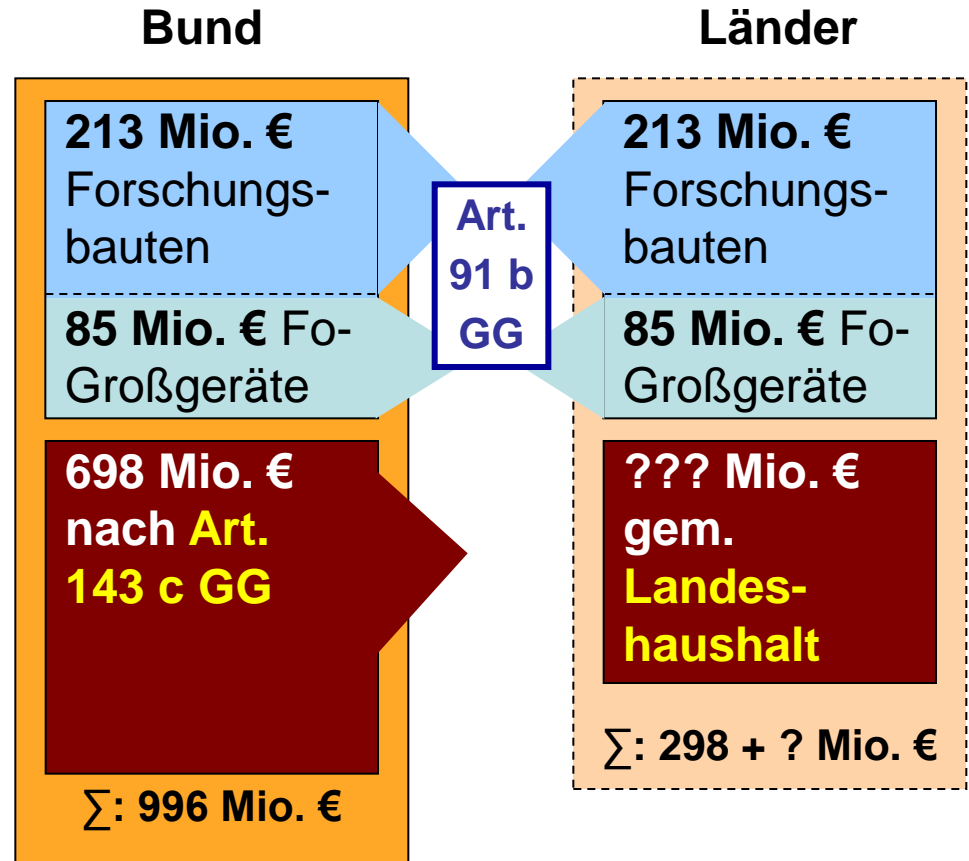 Bund
213 Mio. €
Forschungs-
bauten
85 Mio. € Fo-
Großgeräte
698 Mio. €
nach Art.
143 c GG
∑: 996 Mio. €
Art.
91 b
GG
Länder
213 Mio. €
Forschungs-
bauten
85 Mio. € Fo-
Großgeräte
??? Mio. €
gem.
Landes-
haushalt
∑: 298 + ? Mio. €